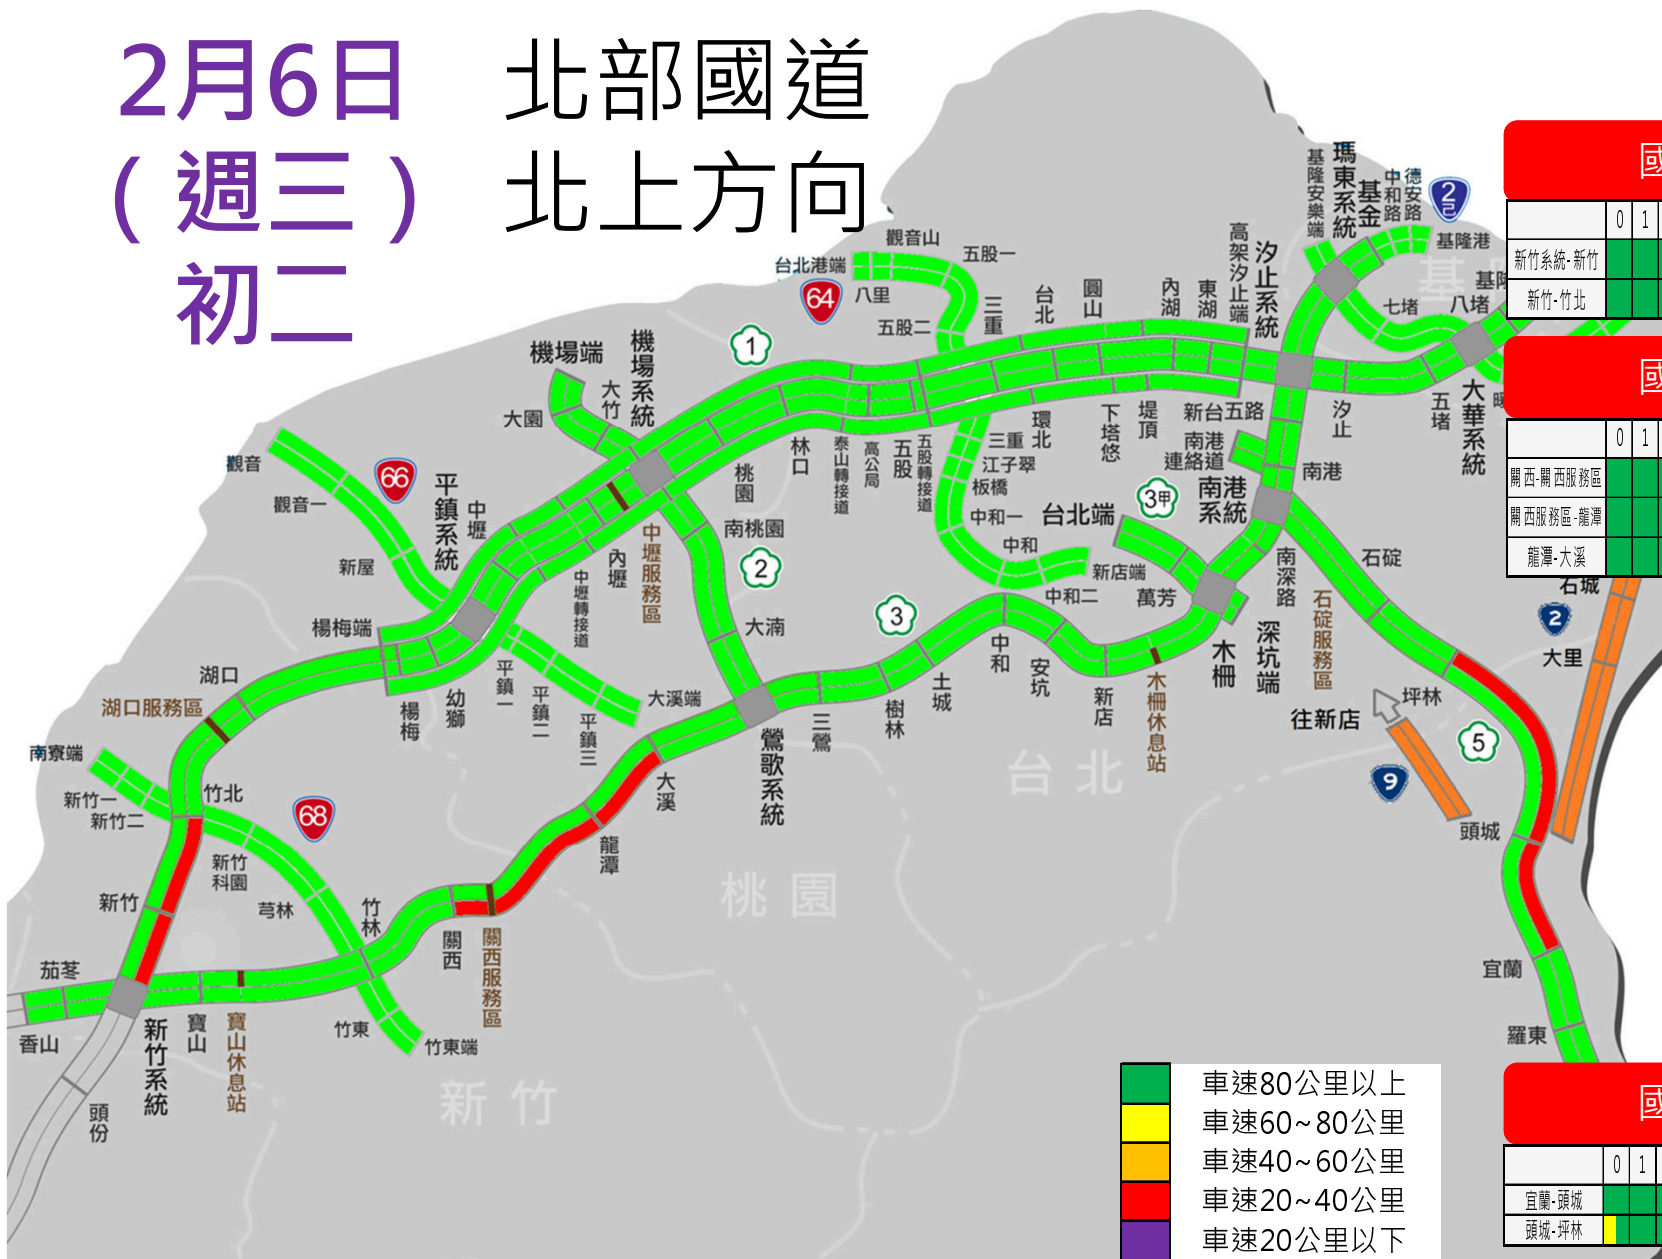 2月6日
(週三)
初二
北部國道
北上方向
基隆安樂端
瑪東系統
基金
中和路
德安路
2己
基隆港
高架汐止端
汐止系統
觀音山
台北港端
五股一
64
八里
五股二
三重
台北
圓山
內湖
東湖
七堵
八堵
基
1
機場端
機場系統
大竹
大園
觀音
66
觀音一
平鎮系統
中壢
新屋
林口
泰山轉接道
高公局
五股
五股轉接道
三重
江子翠
板橋
中和一
環北
下塔悠
堤頂
新台五路
南港
連絡道
南港
汐止
五堵
大華系統
暖
桃園
南桃園
2
台北端
3甲
南港
系統
中和
新店端
中和二
萬芳
南深路
石碇
石碇服務區
楊梅端
中壢轉接道
內壢
中壢服務區
大湳
3
湖口
湖口服務區
楊梅
幼獅
平鎮一
平鎮二
平鎮三
大溪端
中和
安坑
新店
木柵休息站
木柵
深坑端
石城
2
大里
坪林
往新店
5
9
頭城
南寮端
新竹一
新竹二
竹北
68
大溪
鶯歌系統
三鶯
樹林
土城
台北
新竹
新竹
科園
芎林
竹林
龍潭
桃園
關西
關西服務區
茄苳
香山
新竹系統
寶山
寶山休息站
竹東
竹東端
頭份
新竹
宜蘭
羅東
車速80公里以上
車速60~80公里
車速40~60公里
車速20~40公里
車速20公里以下
國
0 1
新竹系統-新竹
新竹-竹北
國
0 1
關西-關西服務區
關西服務區-龍潭
龍潭-大溪
國
0 1
宜蘭-頭城
頭城-坪林